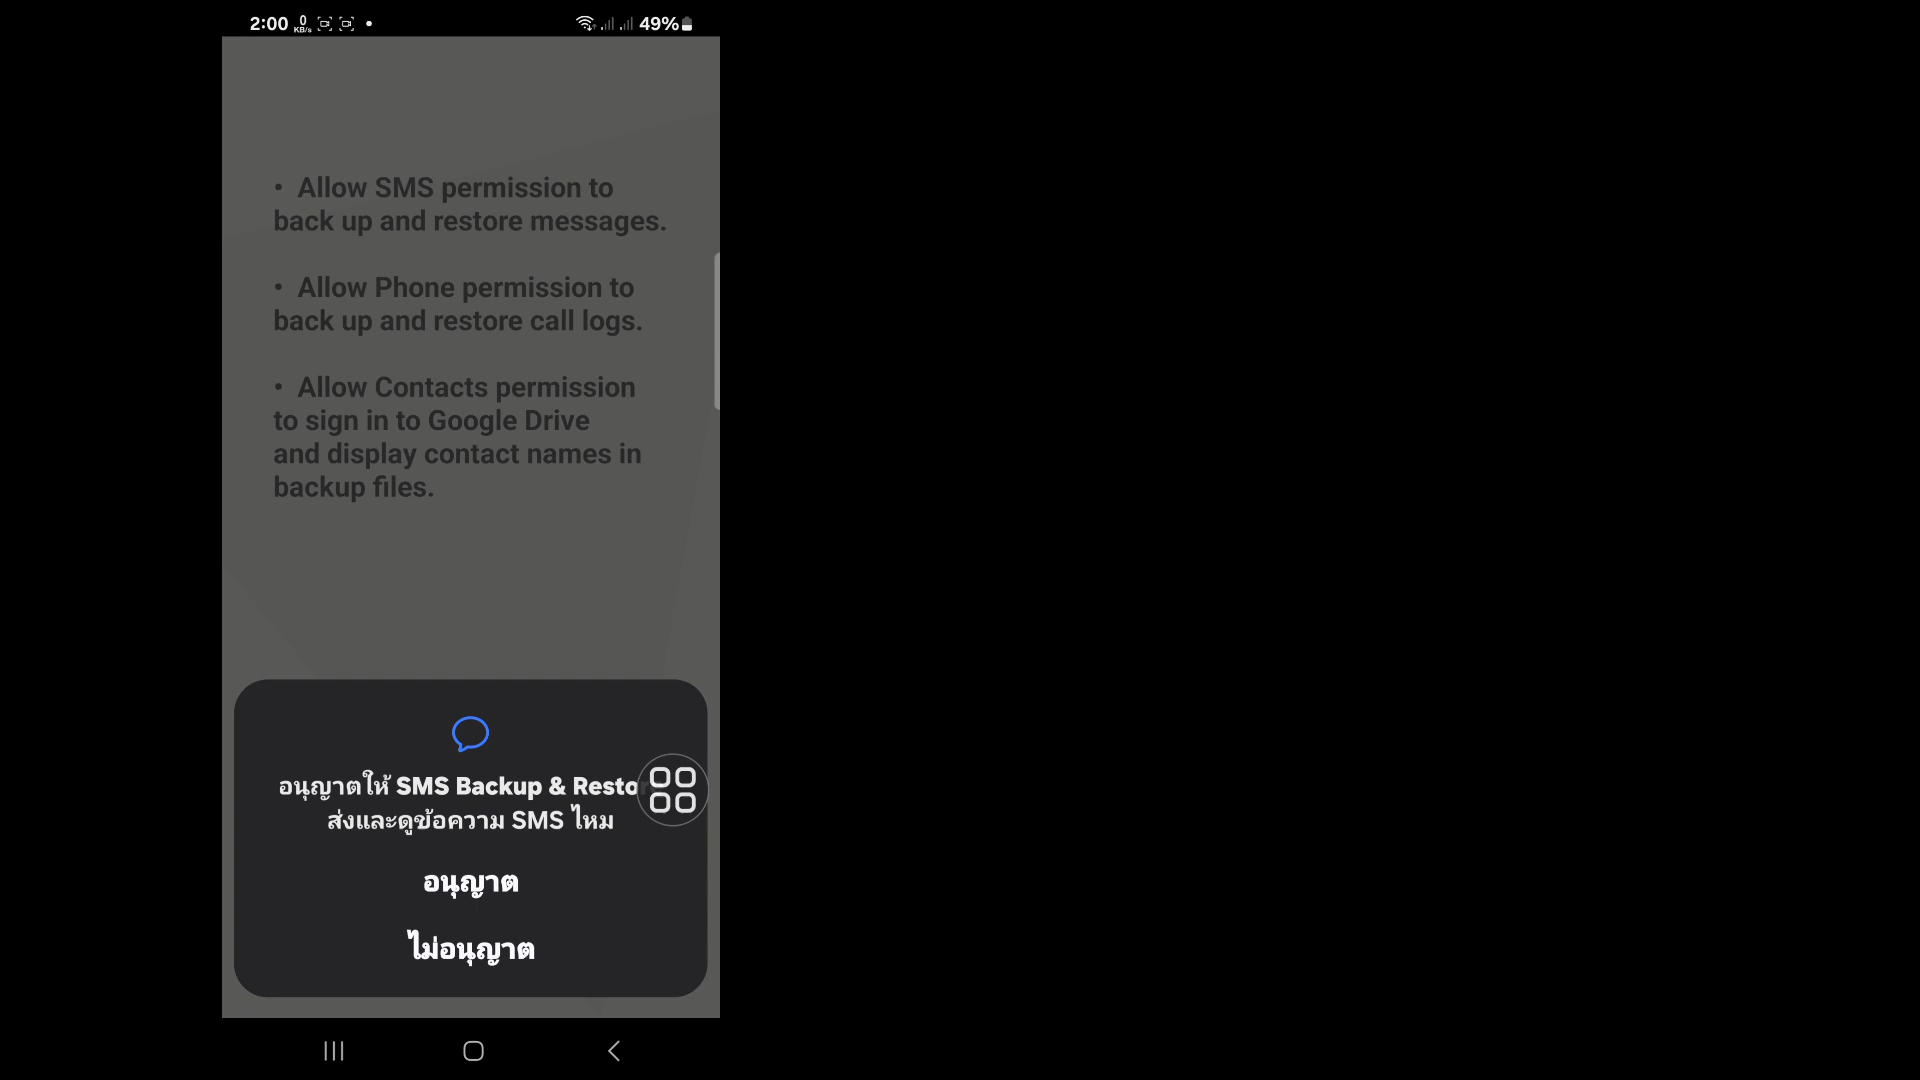 2:00 0 KB/s 49%
• Allow SMS permission to
back up and restore messages.
• Allow Phone permission to
back up and restore call logs.
• Allow Contacts permission
to sign in to Google Drive
and display contact names in
backup files.
อนุญาตให้ SMS Backup &
ส่งและดูข้อความ SMS ไหม
อนุญาต
ไม่อนุญาต